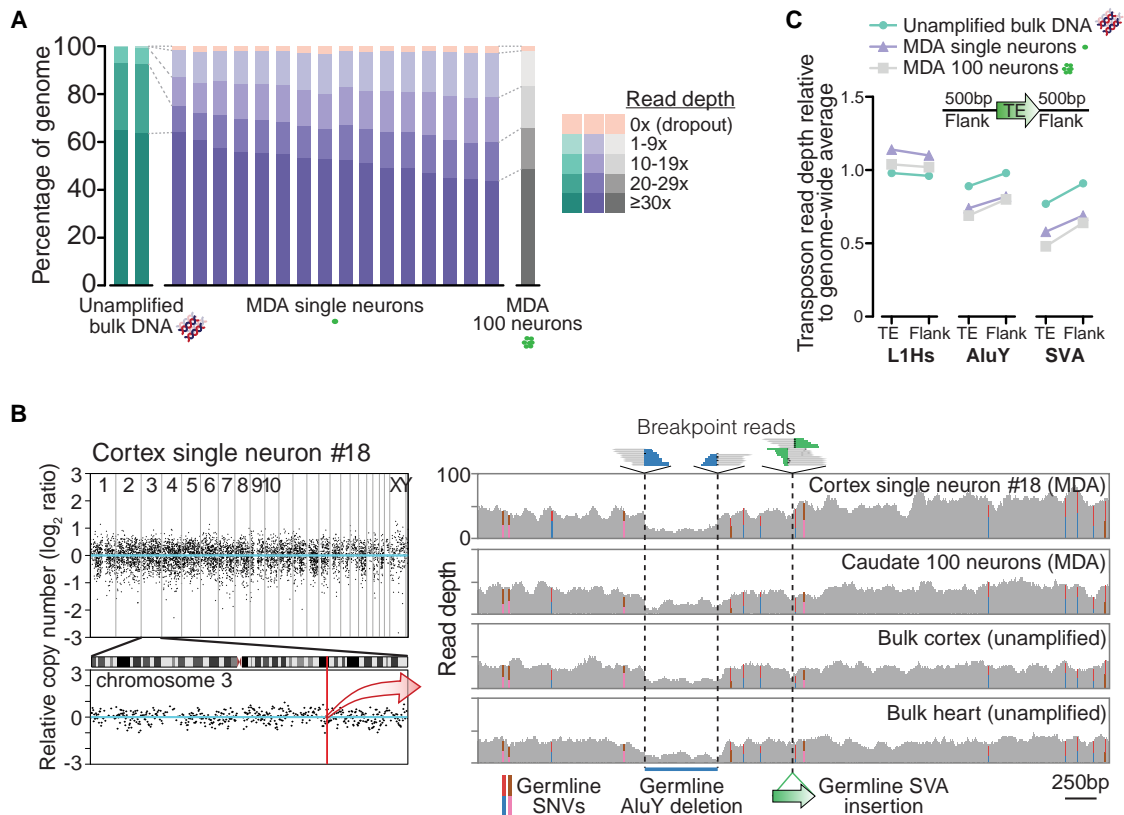 A
Percentage of genome
100
80
60
40
20
0
Unamplified
bulk DNA
MDA single neurons
MDA
100 neurons
Read depth
0x (dropout)
1-9x
10-19x
20-29x
≥30x
C
Unamplified bulk DNA
MDA single neurons
MDA 100 neurons
Transposon read depth relative
to genome-wide average
1.5
1.0
0.5
0
500bp
Flank
TE
500bp
Flank
TE Flank TE Flank TE Flank
L1Hs AluY SVA
B
Cortex single neuron #18
Relative copy number (log2 ratio)
3
2
1
0
-1
-2
-3
1 2 3 4 5 6 7 8 9 10 XY
chromosome 3
3
0
-3
Breakpoint reads
Read depth
100
0
Cortex single neuron #18 (MDA)
Caudate 100 neurons (MDA)
Bulk cortex (unamplified)
Bulk heart (unamplified)
Germline
SNVs
Germline
AluY deletion
Germline SVA
insertion
250bp